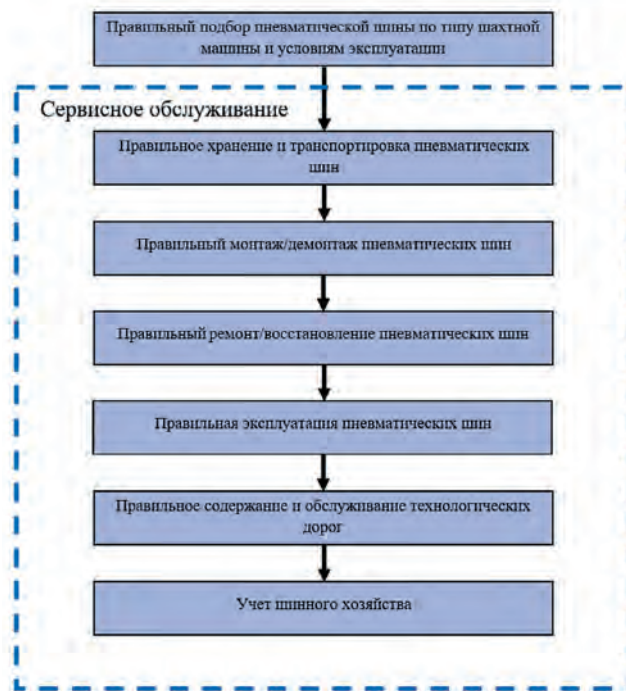 Правильный подбор пневматической шины по типу шахтной
машины и условиям эксплуатации
Сервисное обслуживание
Правильное хранение и транспортировка пневматических
шин
Правильный монтаж/демонтаж пневматических шин
Правильный ремонт/восстановление пневматических шин
Правильная эксплуатация пневматических шин
Правильное содержание и обслуживание технологических
дорог
Учет шинного хозяйства